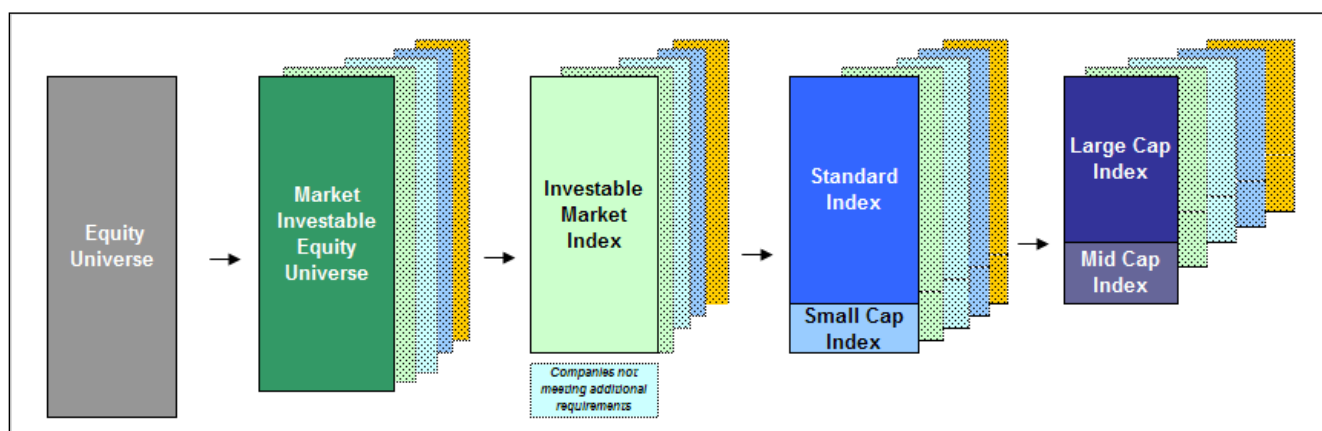 Equity
Universe
Market
Investable
Equity
Universe
Investable
Market
Index
Companies not
meeting additional
requirements
Standard
Index
Small Cap
Index
Large Cap
Index
Mid Cap
Index